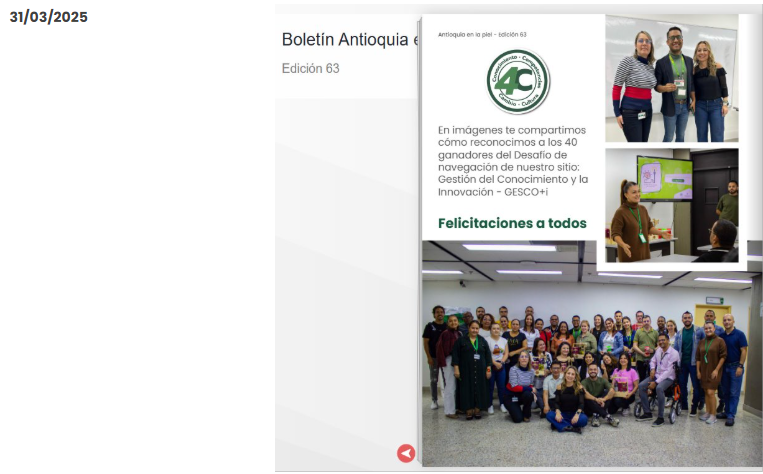 31/03/2025
Boletín Antioquia e
Edición 63
Antioquia en la piel - Edición 63
Conocimiento - Competencias
4C
Cambio - Cultura
En imágenes te compartimos
cómo reconocimos a los 40
ganadores del Desafío de
navegación de nuestro sitio:
Gestión del Conocimiento y la
Innovación - GESCO+i
Felicitaciones a todos